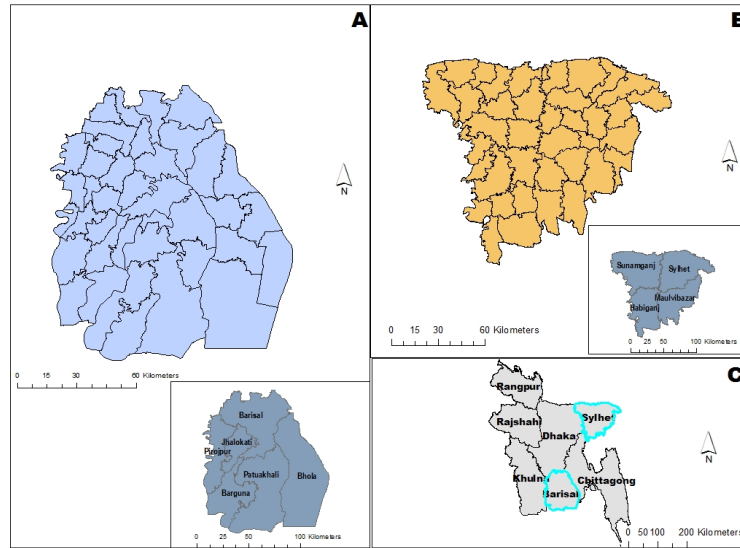 A
N
0 15 30 60 Kilometers
Barisal
Jhalokati
Pirojpur
Patuakhali
Bhola
Barguna
0 25 50 100 Kilometers
B
N
0 15 30 60 Kilometers
Sunamganj
Sylhet
Maulvibazar
Habiganj
0 25 50 100 Kilometers
C
Rangpur
Sylhet
Rajshahi
Dhaka
N
Khulna
Barisal
Chittagong
0 50 100 200 Kilometers